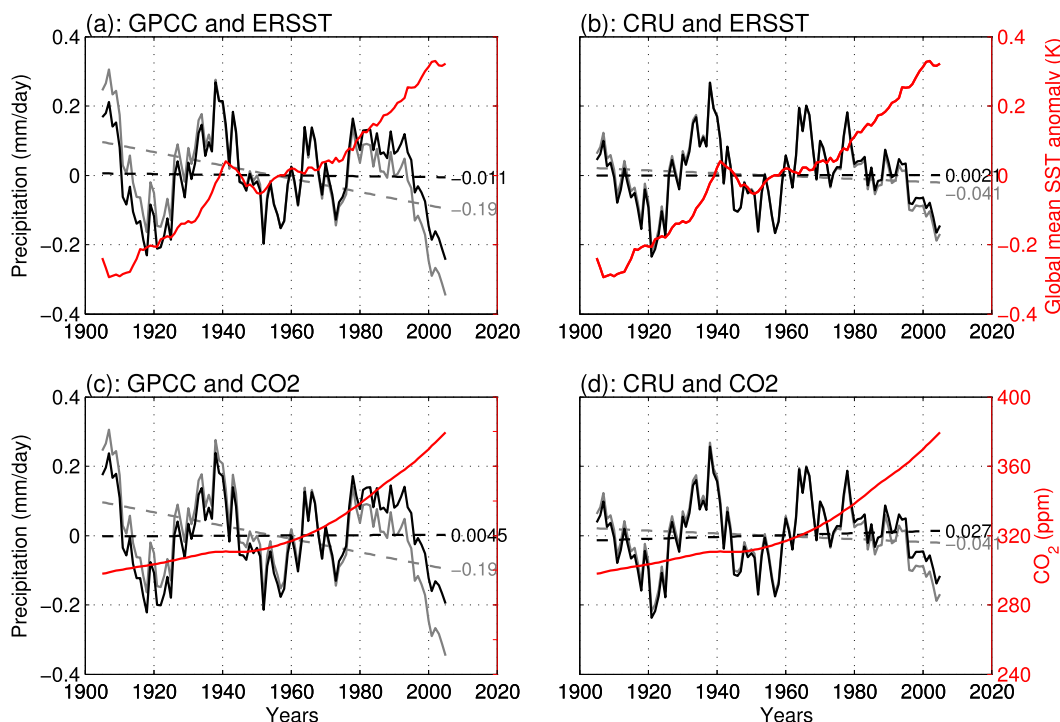 (a): GPCC and ERSST
(b): CRU and ERSST
Precipitation (mm/day)
0.4
0.2
0
−0.2
−0.4
−0.011
−0.19
1900 1920 1940 1960 1980 2000 2020
0.0021
−0.041
0.4
0.2
0
−0.2
−0.4
Global mean SST anomaly (K)
1900 1920 1940 1960 1980 2000 2020
(c): GPCC and CO2
(d): CRU and CO2
Precipitation (mm/day)
0.4
0.2
0
−0.2
−0.4
0.0045
−0.19
1900 1920 1940 1960 1980 2000 2020
Years
0.027
400
360
320
280
240
CO2 (ppm)
1900 1920 1940 1960 1980 2000 2020
Years